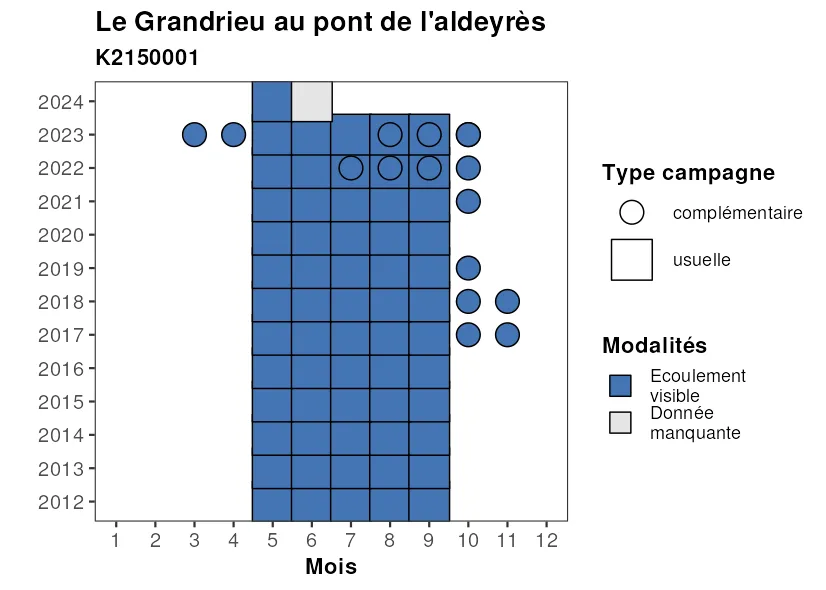 Le Grandrieu au pont de l'aldeyrès
K2150001
2024
2023
2022
2021
2020
2019
2018
2017
2016
2015
2014
2013
2012
1 2 3 4 5 6 7 8 9 10 11 12
Mois
Type campagne
complémentaire
usuelle
Modalités
Ecoulement
visible
Donnée
manquante